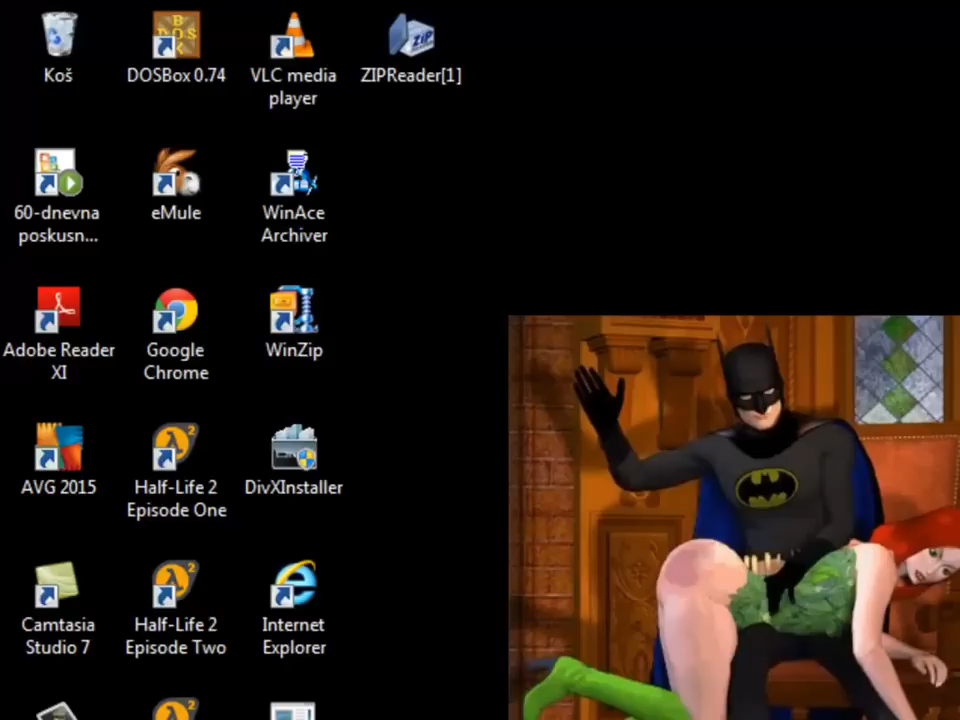 Koš
DOSBox 0.74
VLC media
player
ZIPReader[1]
60-dnevna
poskusn...
eMule
WinAce
Archiver
Adobe Reader
XI
Google
Chrome
WinZip
AVG 2015
Half-Life 2
Episode One
DivXInstaller
Camtasia
Studio 7
Half-Life 2
Episode Two
Internet
Explorer